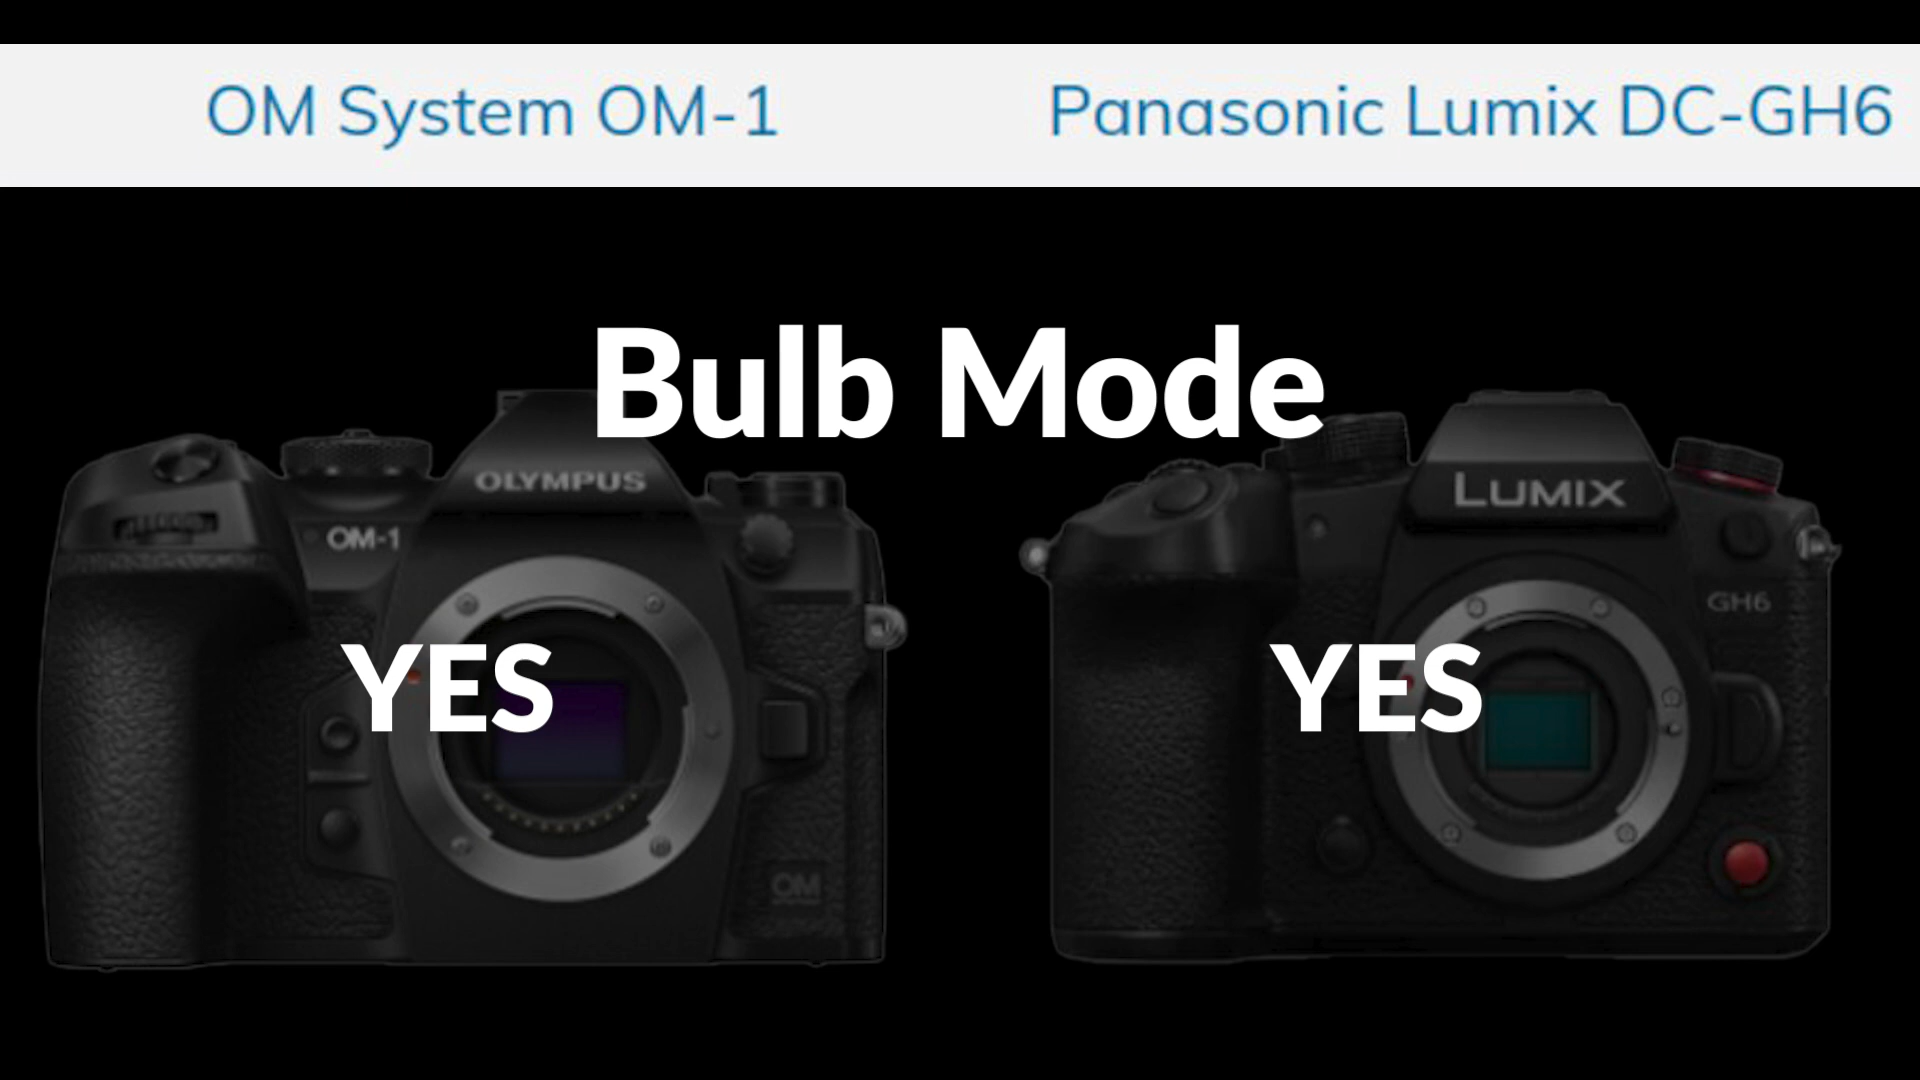 OM System OM-1
Panasonic Lumix DC-GH6
Bulb Mode
OLYMPUS
LUMIX
OM-1
GH6
YES
YES
OM